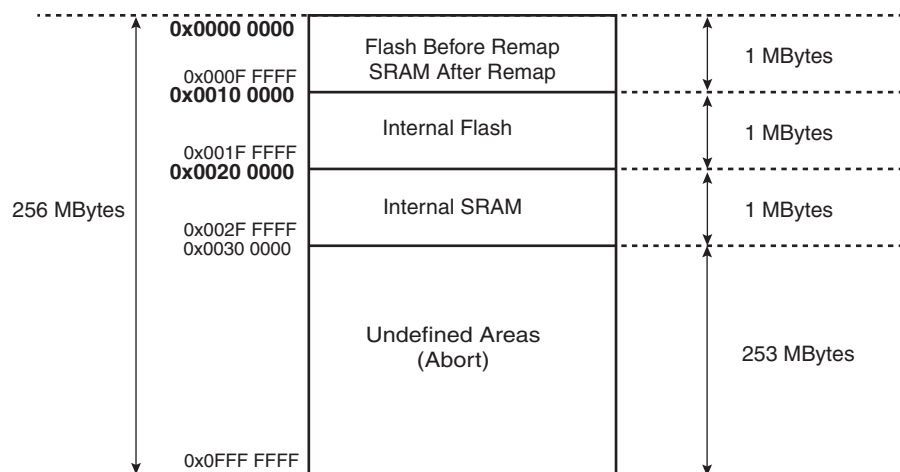 0x0000 0000
Flash Before Remap
SRAM After Remap
1 MBytes
0x000F FFFF
0x0010 0000
Internal Flash
1 MBytes
0x001F FFFF
0x0020 0000
256 MBytes
Internal SRAM
1 MBytes
0x002F FFFF
0x0030 0000
Undefined Areas
(Abort)
253 MBytes
0x0FFF FFFF